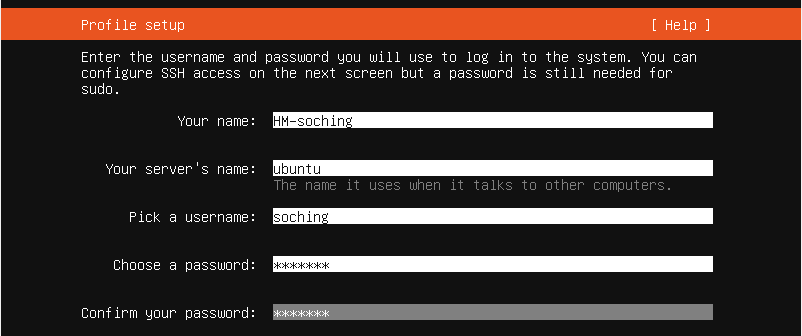 Profile setup [ Help ]
Enter the username and password you will use to log in to the system. You can
configure SSH access on the next screen but a password is still needed for
sudo.
Your name: HM-soching
Your server's name: ubuntu
The name it uses when it talks to other computers.
Pick a username: soching
Choose a password: *******
Confirm your password: *******